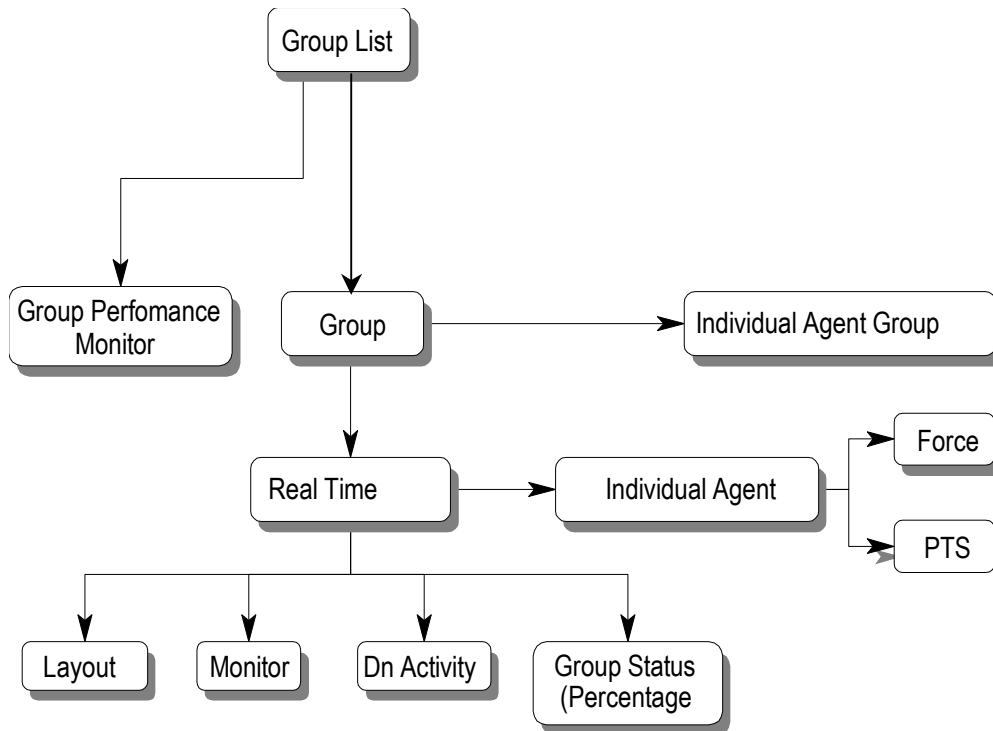 Group List
Group Perfomance
Monitor
Group
Individual Agent Group
Force
Real Time
Individual Agent
PTS
Layout
Monitor
Dn Activity
Group Status
(Percentage